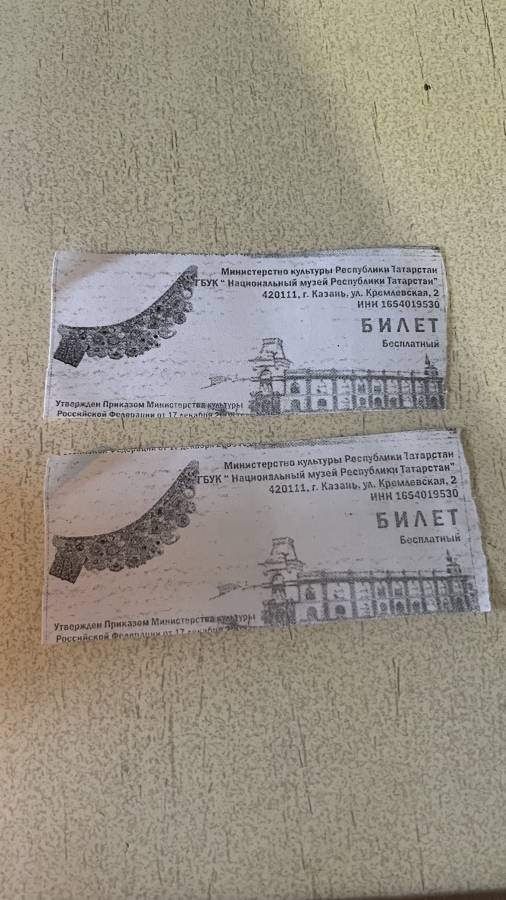 Министерство культуры Республики Татарстан
ГБУК " Национальный музей Республики Татарстан"
420111, г. Казань, ул. Кремлевская, 2
ИНН 1654019530
БИЛЕТ
Бесплатный
Утвержден Приказом Министерства культуры
Российской Федерации от 17 декабря
Министерство культуры Республики Татарстан
ГБУК " Национальный музей Республики Татарстан"
420111, г. Казань, ул. Кремлевская, 2
ИНН 1654019530
БИЛЕТ
Бесплатный
Утвержден Приказом Министерства культуры
Российской Федерации от 17 декабря